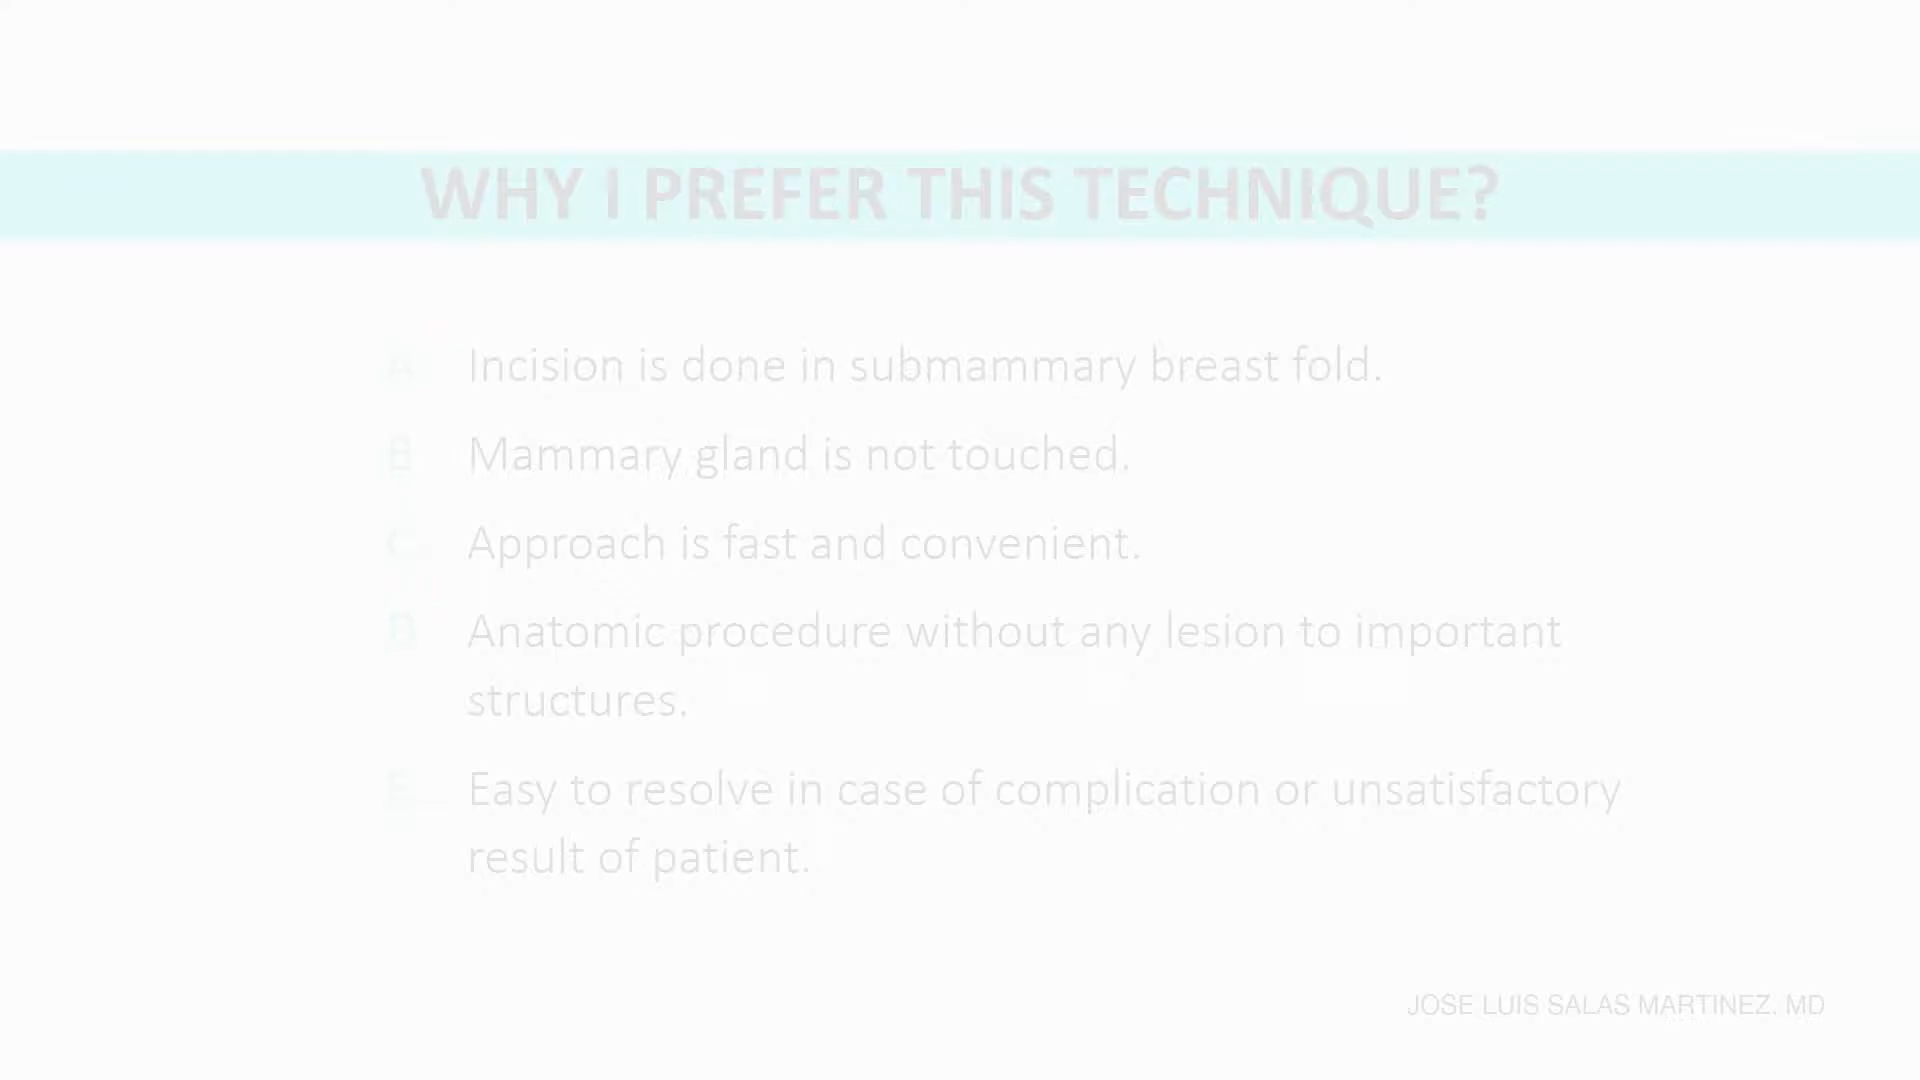 WHY I PREFER THIS TECHNIQUE?
A. Incision is done in submammary breast fold.
B. Mammary gland is not touched.
C. Approach is fast and convenient.
D. Anatomic procedure without any lesion to important
structures.
E. Easy to resolve in case of complication or unsatisfactory
result of patient.
JOSE LUIS SALAS MARTINEZ. MD